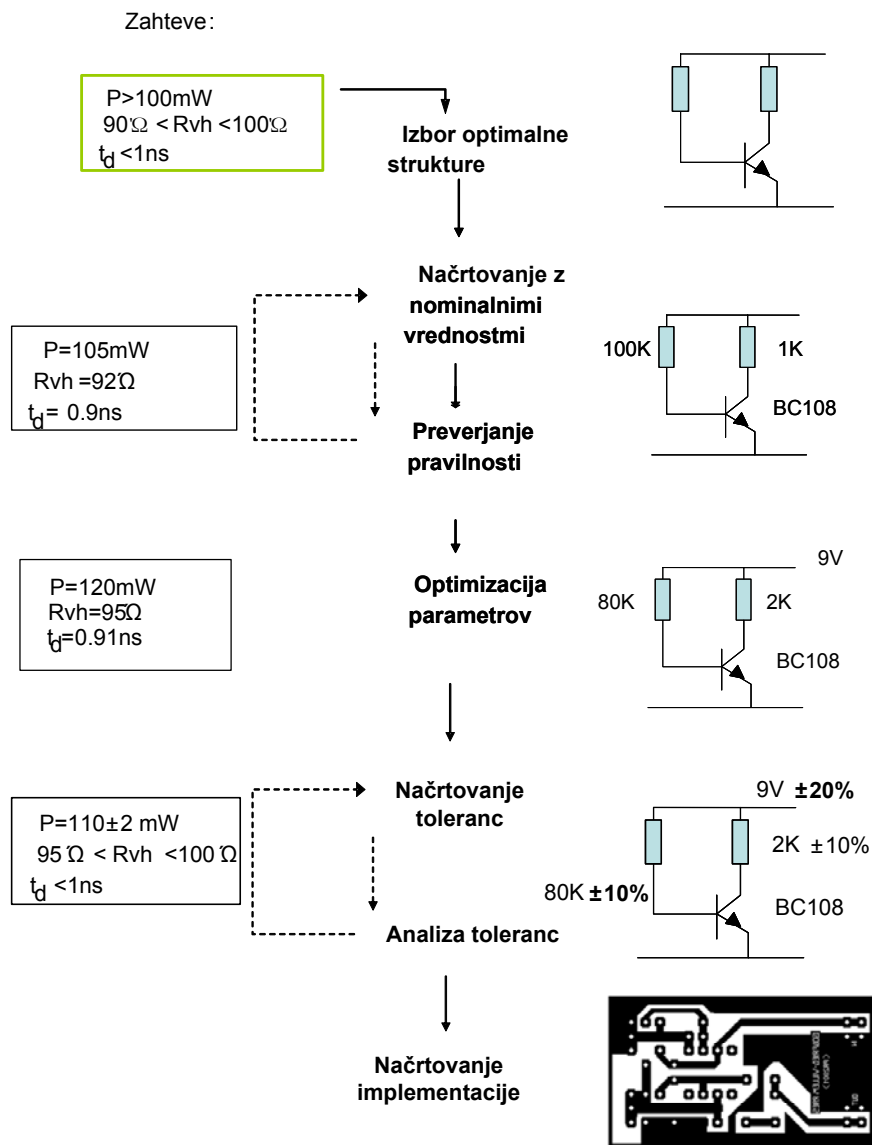 Zahteve:
P>100mW
90Ω < Rvh <100Ω
td <1ns
Izbor optimalne
strukture
Načrtovanje z
nominalnimi
vrednostmi
P=105mW
Rvh =92Ω
td= 0.9ns
100K
1K
BC108
Preverjanje
pravilnosti
9V
P=120mW
Rvh=95Ω
td=0.91ns
Optimizacija
parametrov
80K
2K
BC108
9V ±20%
Načrtovanje
toleranc
P=110±2 mW
95 Ω < Rvh <100 Ω
td <1ns
2K ±10%
80K ±10%
BC108
Analiza toleranc
Načrtovanje
implementacije